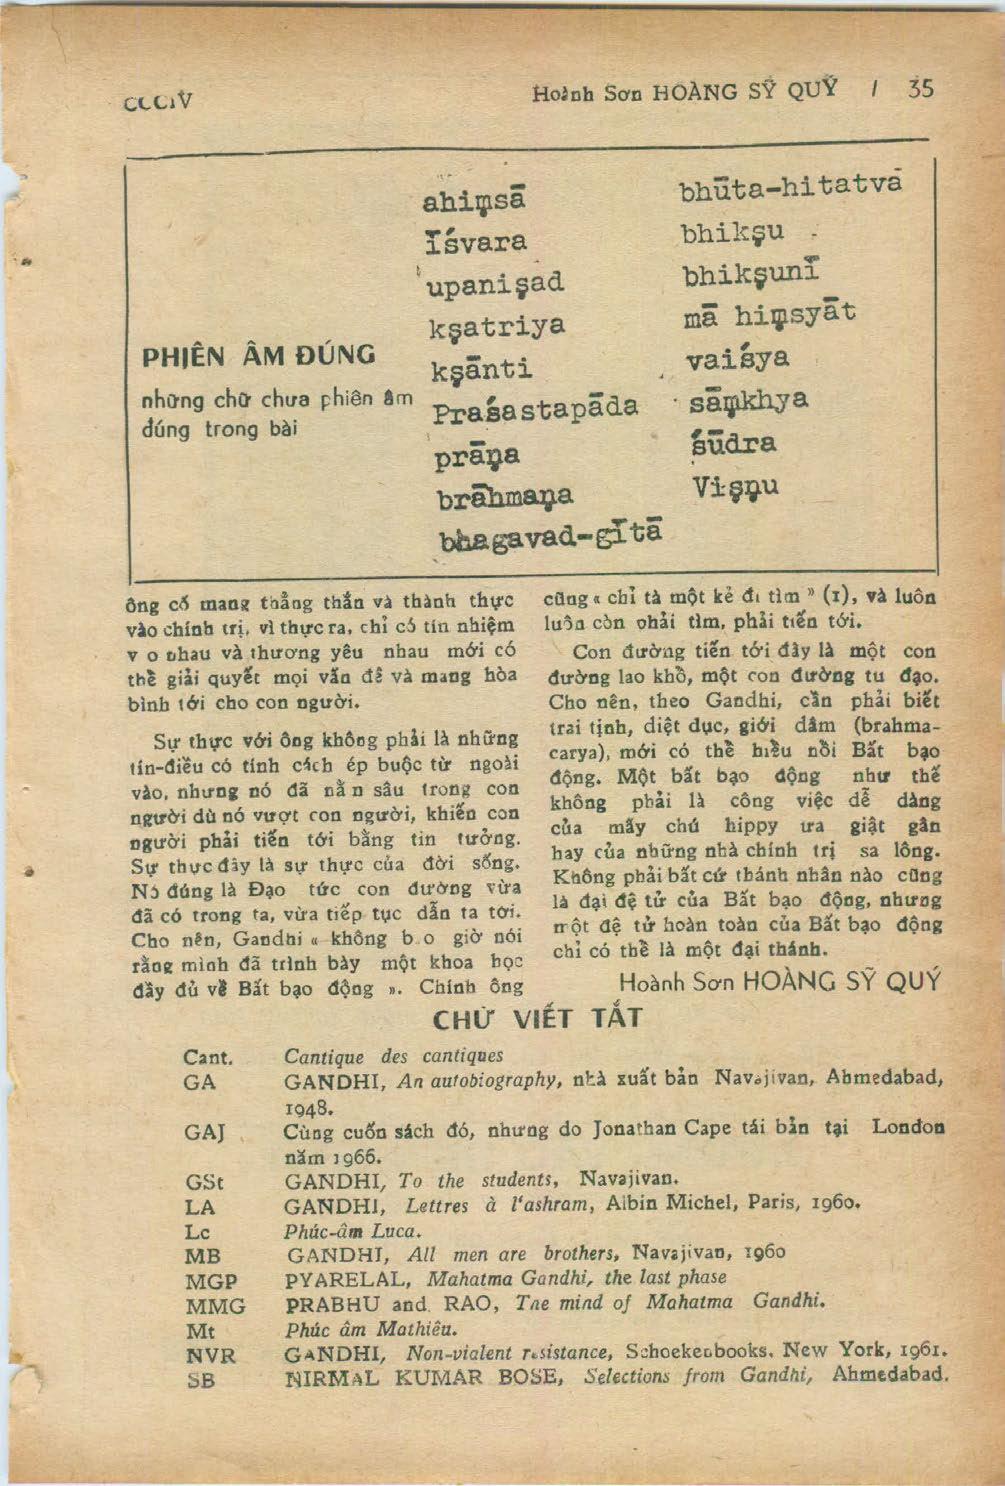 CCCIV
Hoành Sơn HOÀNG SỸ QUÝ / 35
PHIÊN ÂM ĐÚNG
những chữ chưa phiên âm
đúng trong bài
ahiṃsā
Īśvara
upaniṣad
kṣatriya
kṣānti
Praśastapāda
prāṇa
brāhmaṇa
bhagavad-gītā
bhūta-hitatvā
bhikṣu
bhikṣunī
mā hiṃsyāt
vaiśya
sāṃkhya
śūdra
Viṣṇu
ông cố mang thẳng thắn và thành thực
vào chính trị, vì thực ra, chỉ có tín nhiệm
v o nhau và thương yêu nhau mới có
thể giải quyết mọi vấn đề và mang hòa
bình tới cho con người.
Sự thực với ông không phải là những
tín-điều có tính cách ép buộc từ ngoài
vào, nhưng nó đã nằ n sâu trong con
người dù nó vượt con người, khiến con
người phải tiến tới bằng tin tưởng.
Sự thực đây là sự thực của đời sống.
Nó đúng là Đạo tức con đường vừa
đã có trong ta, vừa tiếp tục dẫn ta tới.
Cho nên, Gandhi « không b o giờ nói
rằng mình đã trình bày một khoa học
đầy đủ về Bất bạo động ». Chính ông
cũng « chỉ là một kẻ đi tìm » (1), và luôn
luôn còn phải tìm, phải tiến tới.
Con đường tiến tới đây là một con
đường lao khổ, một con đường tu đạo.
Cho nên, theo Gandhi, cần phải biết
trai tịnh, diệt dục, giới dâm (brahma-
carya), mới có thể hiểu nổi Bất bạo
động. Một bất bạo động như thế
không phải là công việc dễ dàng
của mấy chú hippy ưa giật gân
hay của những nhà chính trị sa lông.
Không phải bất cứ thánh nhân nào cũng
là đại đệ tử của Bất bạo động, nhưng
một đệ tử hoàn toàn của Bất bạo động
chỉ có thể là một đại thánh.
Hoành Sơn HOÀNG SỸ QUÝ
CHỮ VIẾT TẮT
Cant. Cantique des cantiques
GA GANDHI, An autobiography, nhà xuất bản Navajivan, Ahmedabad,
1948.
GAJ Cùng cuốn sách đó, nhưng do Jonathan Cape tái bản tại London
năm 1966.
GSt GANDHI, To the students, Navajivan.
LA GANDHI, Lettres à l'ashram, Albin Michel, Paris, 1960.
Lc Phúc-âm Luca.
MB GANDHI, All men are brothers, Navajivan, 1960
MGP PYARELAL, Mahatma Gandhi, the last phase
MMG PRABHU and. RAO, The mind of Mahatma Gandhi.
Mt Phúc âm Mathiêu.
NVR GANDHI, Non-vialent resistance, Schoekenbooks. New York, 1961.
SB NIRMAL KUMAR BOSE, Selections from Gandhi, Ahmedabad.